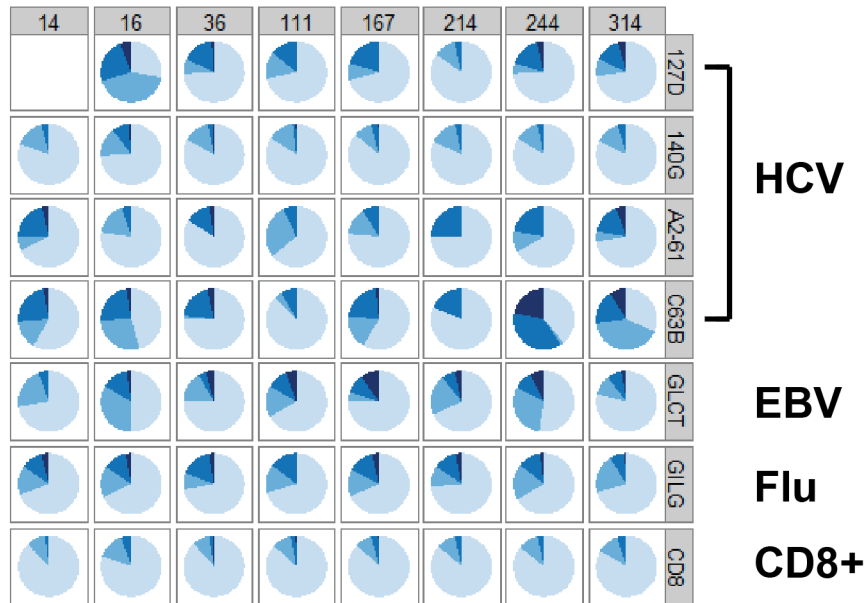 14 16 36 111 167 214 244 314
127D
140G
HCV
A2-61
C63B
GLCT
EBV
GILG
Flu
CD8
CD8+